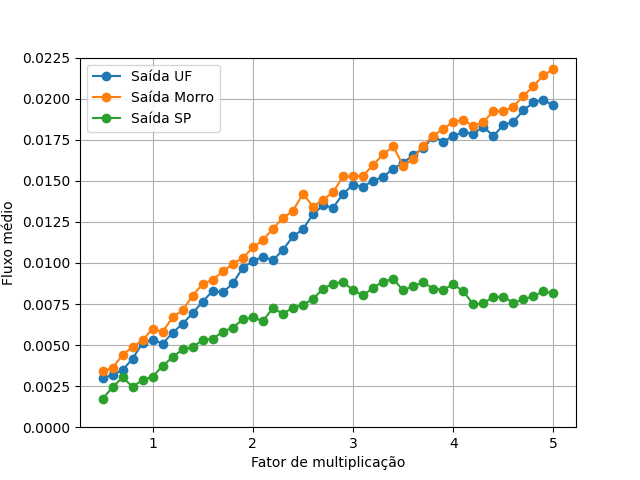 0.0225
0.0200
0.0175
0.0150
0.0125
0.0100
0.0075
0.0050
0.0025
0.0000
Fluxo médio
Saída UF
Saída Morro
Saída SP
1 2 3 4 5
Fator de multiplicação